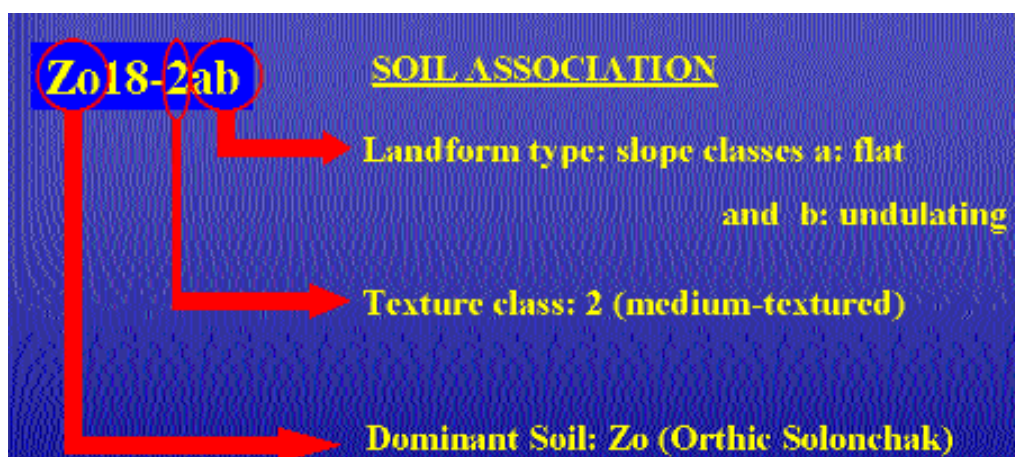 Zo18-2ab
SOIL ASSOCIATION
Landform type: slope classes a: flat
and b: undulating
Texture class: 2 (medium-textured)
Dominant Soil: Zo (Orthic Solonchak)